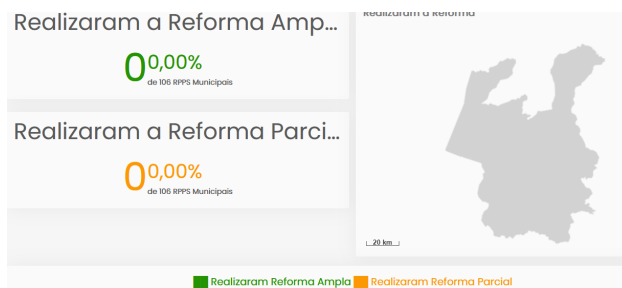 Realizaram a Reforma Amp...
0 0,00%
de 106 RPPS Municipais
Realizaram a Reforma Parci...
0 0,00%
de 106 RPPS Municipais
Realizaram a Reforma
20 km
Realizaram Reforma Ampla Realizaram Reforma Parcial